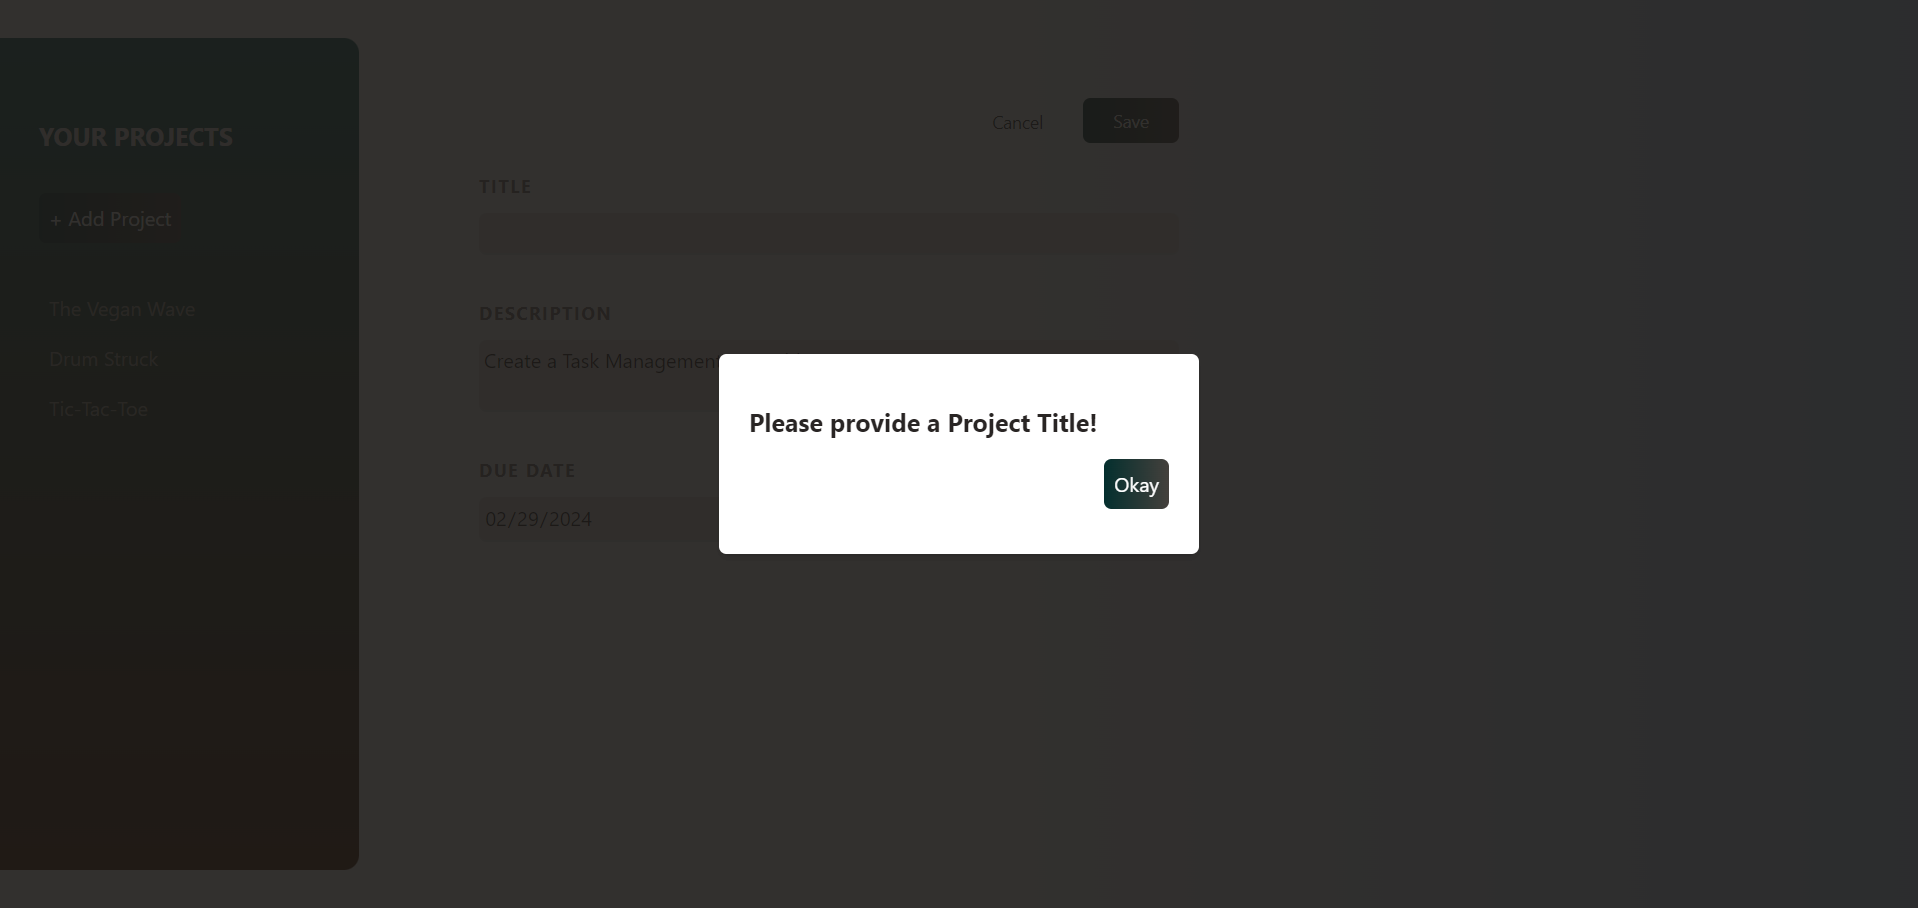 YOUR PROJECTS
+ Add Project
The Vegan Wave
Drum Struck
Tic-Tac-Toe
Cancel
Save
TITLE
DESCRIPTION
Create a Task Management
DUE DATE
02/29/2024
Please provide a Project Title!
Okay